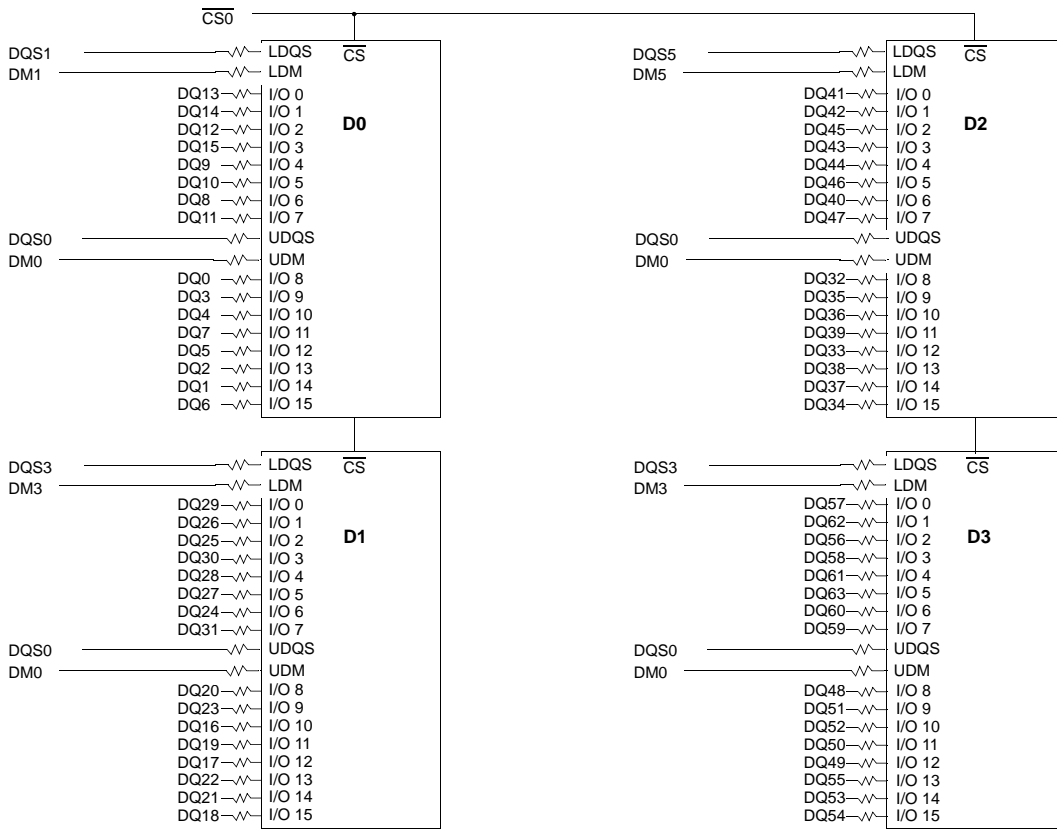 CS0
DQS1 LDQS CS
DM1 LDM
DQ13 I/O 0
DQ14 I/O 1
DQ12 I/O 2
D0
DQ15 I/O 3
DQ9 I/O 4
DQ10 I/O 5
DQ8 I/O 6
DQ11 I/O 7
DQS0 UDQS
DM0 UDM
DQ0 I/O 8
DQ3 I/O 9
DQ4 I/O 10
DQ7 I/O 11
DQ5 I/O 12
DQ2 I/O 13
DQ1 I/O 14
DQ6 I/O 15
DQS5 LDQS CS
DM5 LDM
DQ41 I/O 0
DQ42 I/O 1
DQ45 I/O 2
D2
DQ43 I/O 3
DQ44 I/O 4
DQ46 I/O 5
DQ40 I/O 6
DQ47 I/O 7
DQS0 UDQS
DM0 UDM
DQ32 I/O 8
DQ35 I/O 9
DQ36 I/O 10
DQ39 I/O 11
DQ33 I/O 12
DQ38 I/O 13
DQ37 I/O 14
DQ34 I/O 15
DQS3 LDQS CS
DM3 LDM
DQ29 I/O 0
DQ26 I/O 1
DQ25 I/O 2
D1
DQ30 I/O 3
DQ28 I/O 4
DQ27 I/O 5
DQ24 I/O 6
DQ31 I/O 7
DQS0 UDQS
DM0 UDM
DQ20 I/O 8
DQ23 I/O 9
DQ16 I/O 10
DQ19 I/O 11
DQ17 I/O 12
DQ22 I/O 13
DQ21 I/O 14
DQ18 I/O 15
DQS3 LDQS CS
DM3 LDM
DQ57 I/O 0
DQ62 I/O 1
DQ56 I/O 2
D3
DQ58 I/O 3
DQ61 I/O 4
DQ63 I/O 5
DQ60 I/O 6
DQ59 I/O 7
DQS0 UDQS
DM0 UDM
DQ48 I/O 8
DQ51 I/O 9
DQ52 I/O 10
DQ50 I/O 11
DQ49 I/O 12
DQ55 I/O 13
DQ53 I/O 14
DQ54 I/O 15